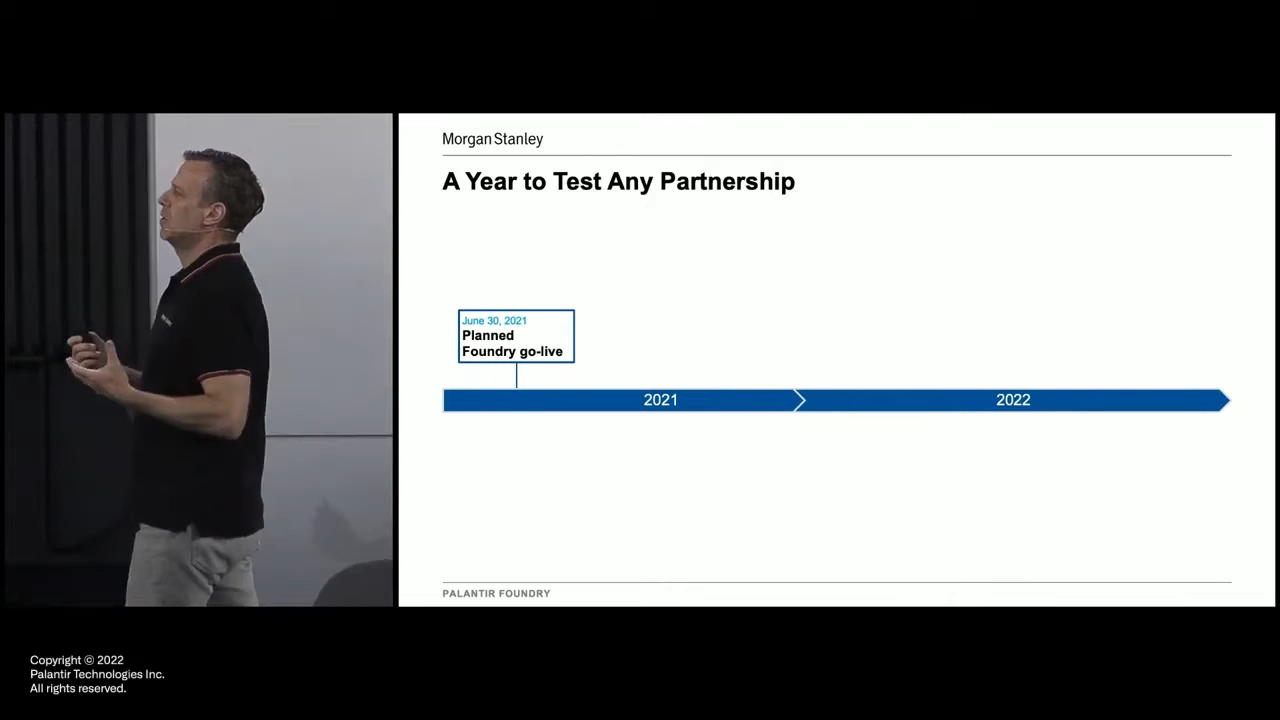 Morgan Stanley
A Year to Test Any Partnership
June 30, 2021
Planned
Foundry go-live
2021
2022
PALANTIR FOUNDRY
Copyright © 2022
Palantir Technologies Inc.
All rights reserved.